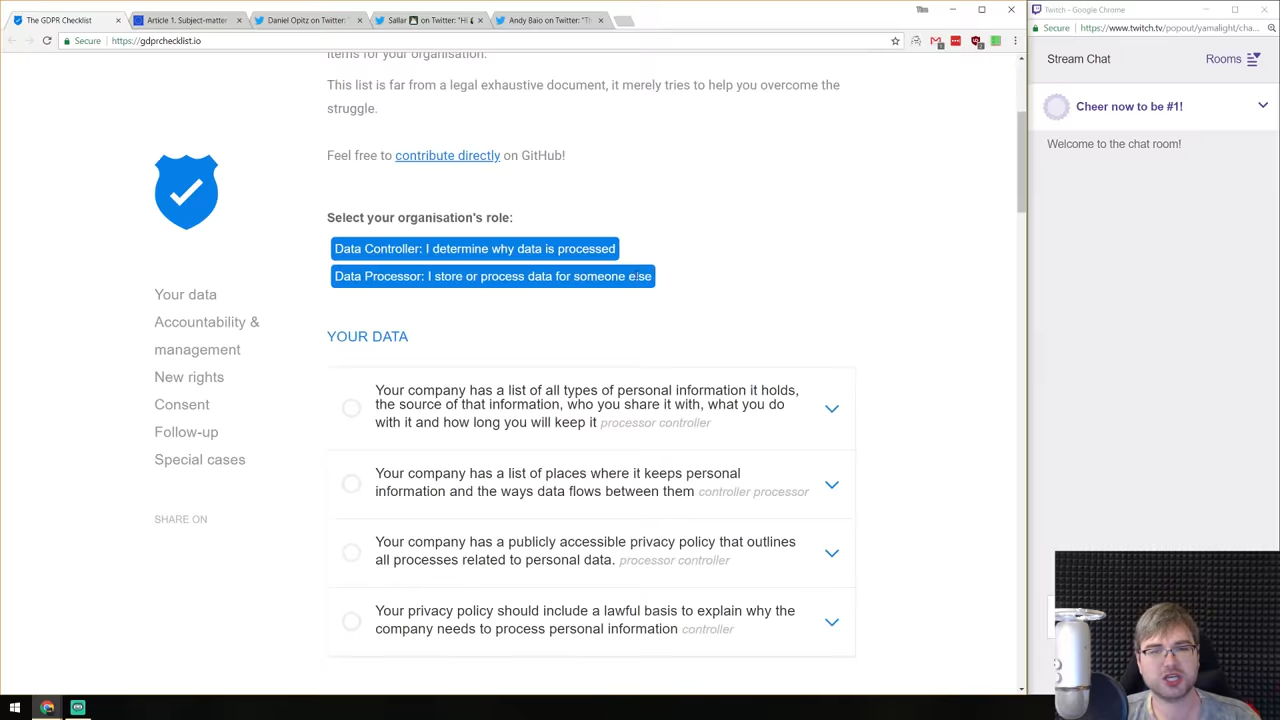 The GDPR Checklist
Article 1. Subject-matter
Daniel Opitz on Twitter: "
Sallar on Twitter: "Hi
Andy Baio on Twitter: "Th
Twitch - Google Chrome
Secure
https://gdprchecklist.io
Secure
https://www.twitch.tv/popout/yamalight/cha...
items for your organisation.
This list is far from a legal exhaustive document, it merely tries to help you overcome the
struggle.
Feel free to contribute directly on GitHub!
Select your organisation's role:
Data Controller: I determine why data is processed
Data Processor: I store or process data for someone else
Your data
Accountability &
management
New rights
Consent
Follow-up
Special cases
SHARE ON
YOUR DATA
Your company has a list of all types of personal information it holds,
the source of that information, who you share it with, what you do
with it and how long you will keep it processor controller
Your company has a list of places where it keeps personal
information and the ways data flows between them controller processor
Your company has a publicly accessible privacy policy that outlines
all processes related to personal data. processor controller
Your privacy policy should include a lawful basis to explain why the
company needs to process personal information controller
Stream Chat
Rooms
Cheer now to be #1!
Welcome to the chat room!